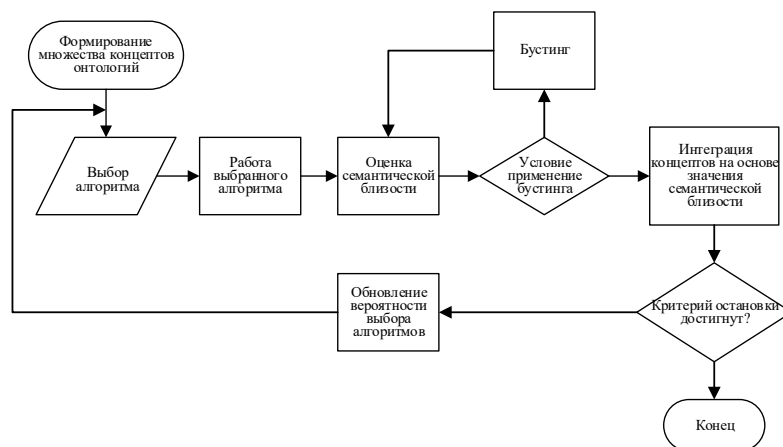 Формирование
множества концептов
онтологий
Бустинг
Выбор
алгоритма
Работа
выбранного
алгоритма
Оценка
семантической
близости
Условие
применение
бустинга
Интеграция
концептов на основе
значения
семантической
близости
Обновление
вероятности
выбора
алгоритмов
Критерий остановки
достигнут?
Конец